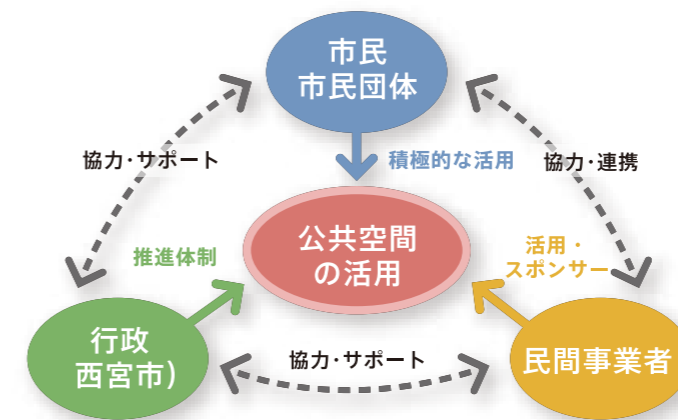 市民
市民団体
協力・サポート
積極的な活用
協力・連携
公共空間
の活用
推進体制
活用・
スポンサー
行政
西宮市)
協力・サポート
民間事業者